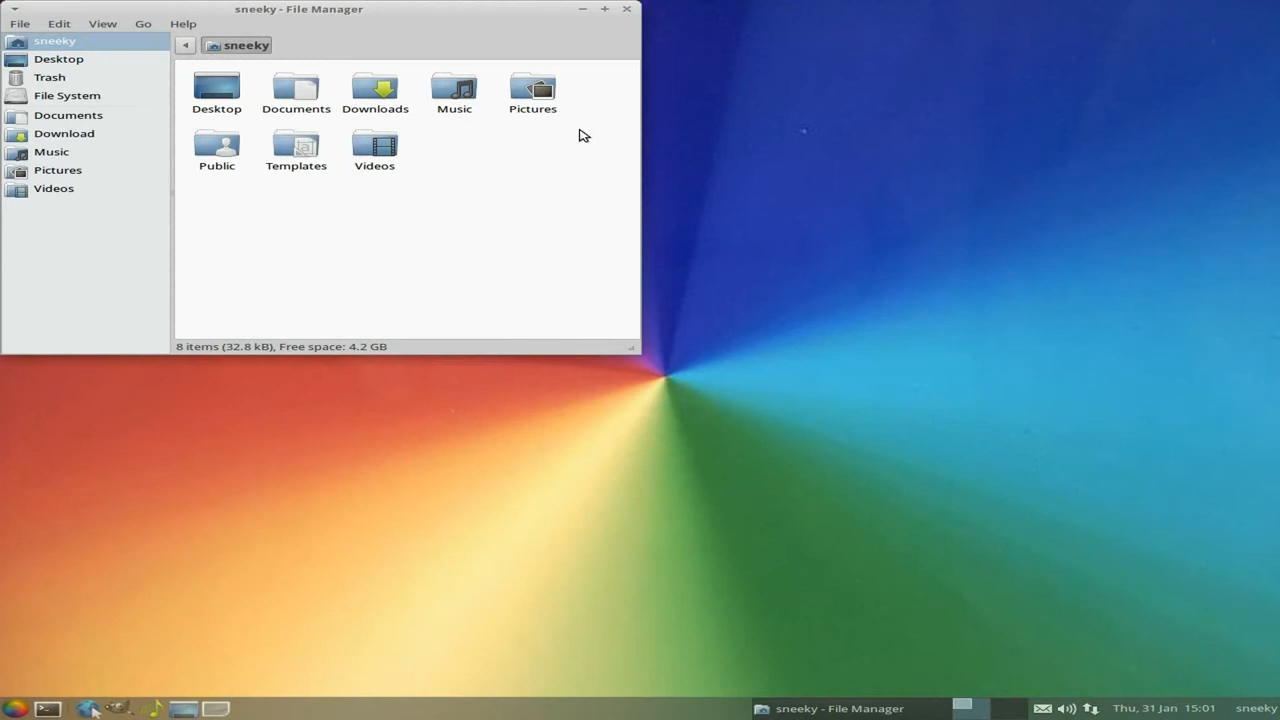 sneeky - File Manager
File Edit View Go Help
sneeky
Desktop
Trash
File System
Documents
Download
Music
Pictures
Videos
sneeky
Desktop Documents Downloads Music Pictures
Public Templates Videos
8 items (32.8 kB), Free space: 4.2 GB
sneeky - File Manager Thu, 31 Jan 15:01 sneeky